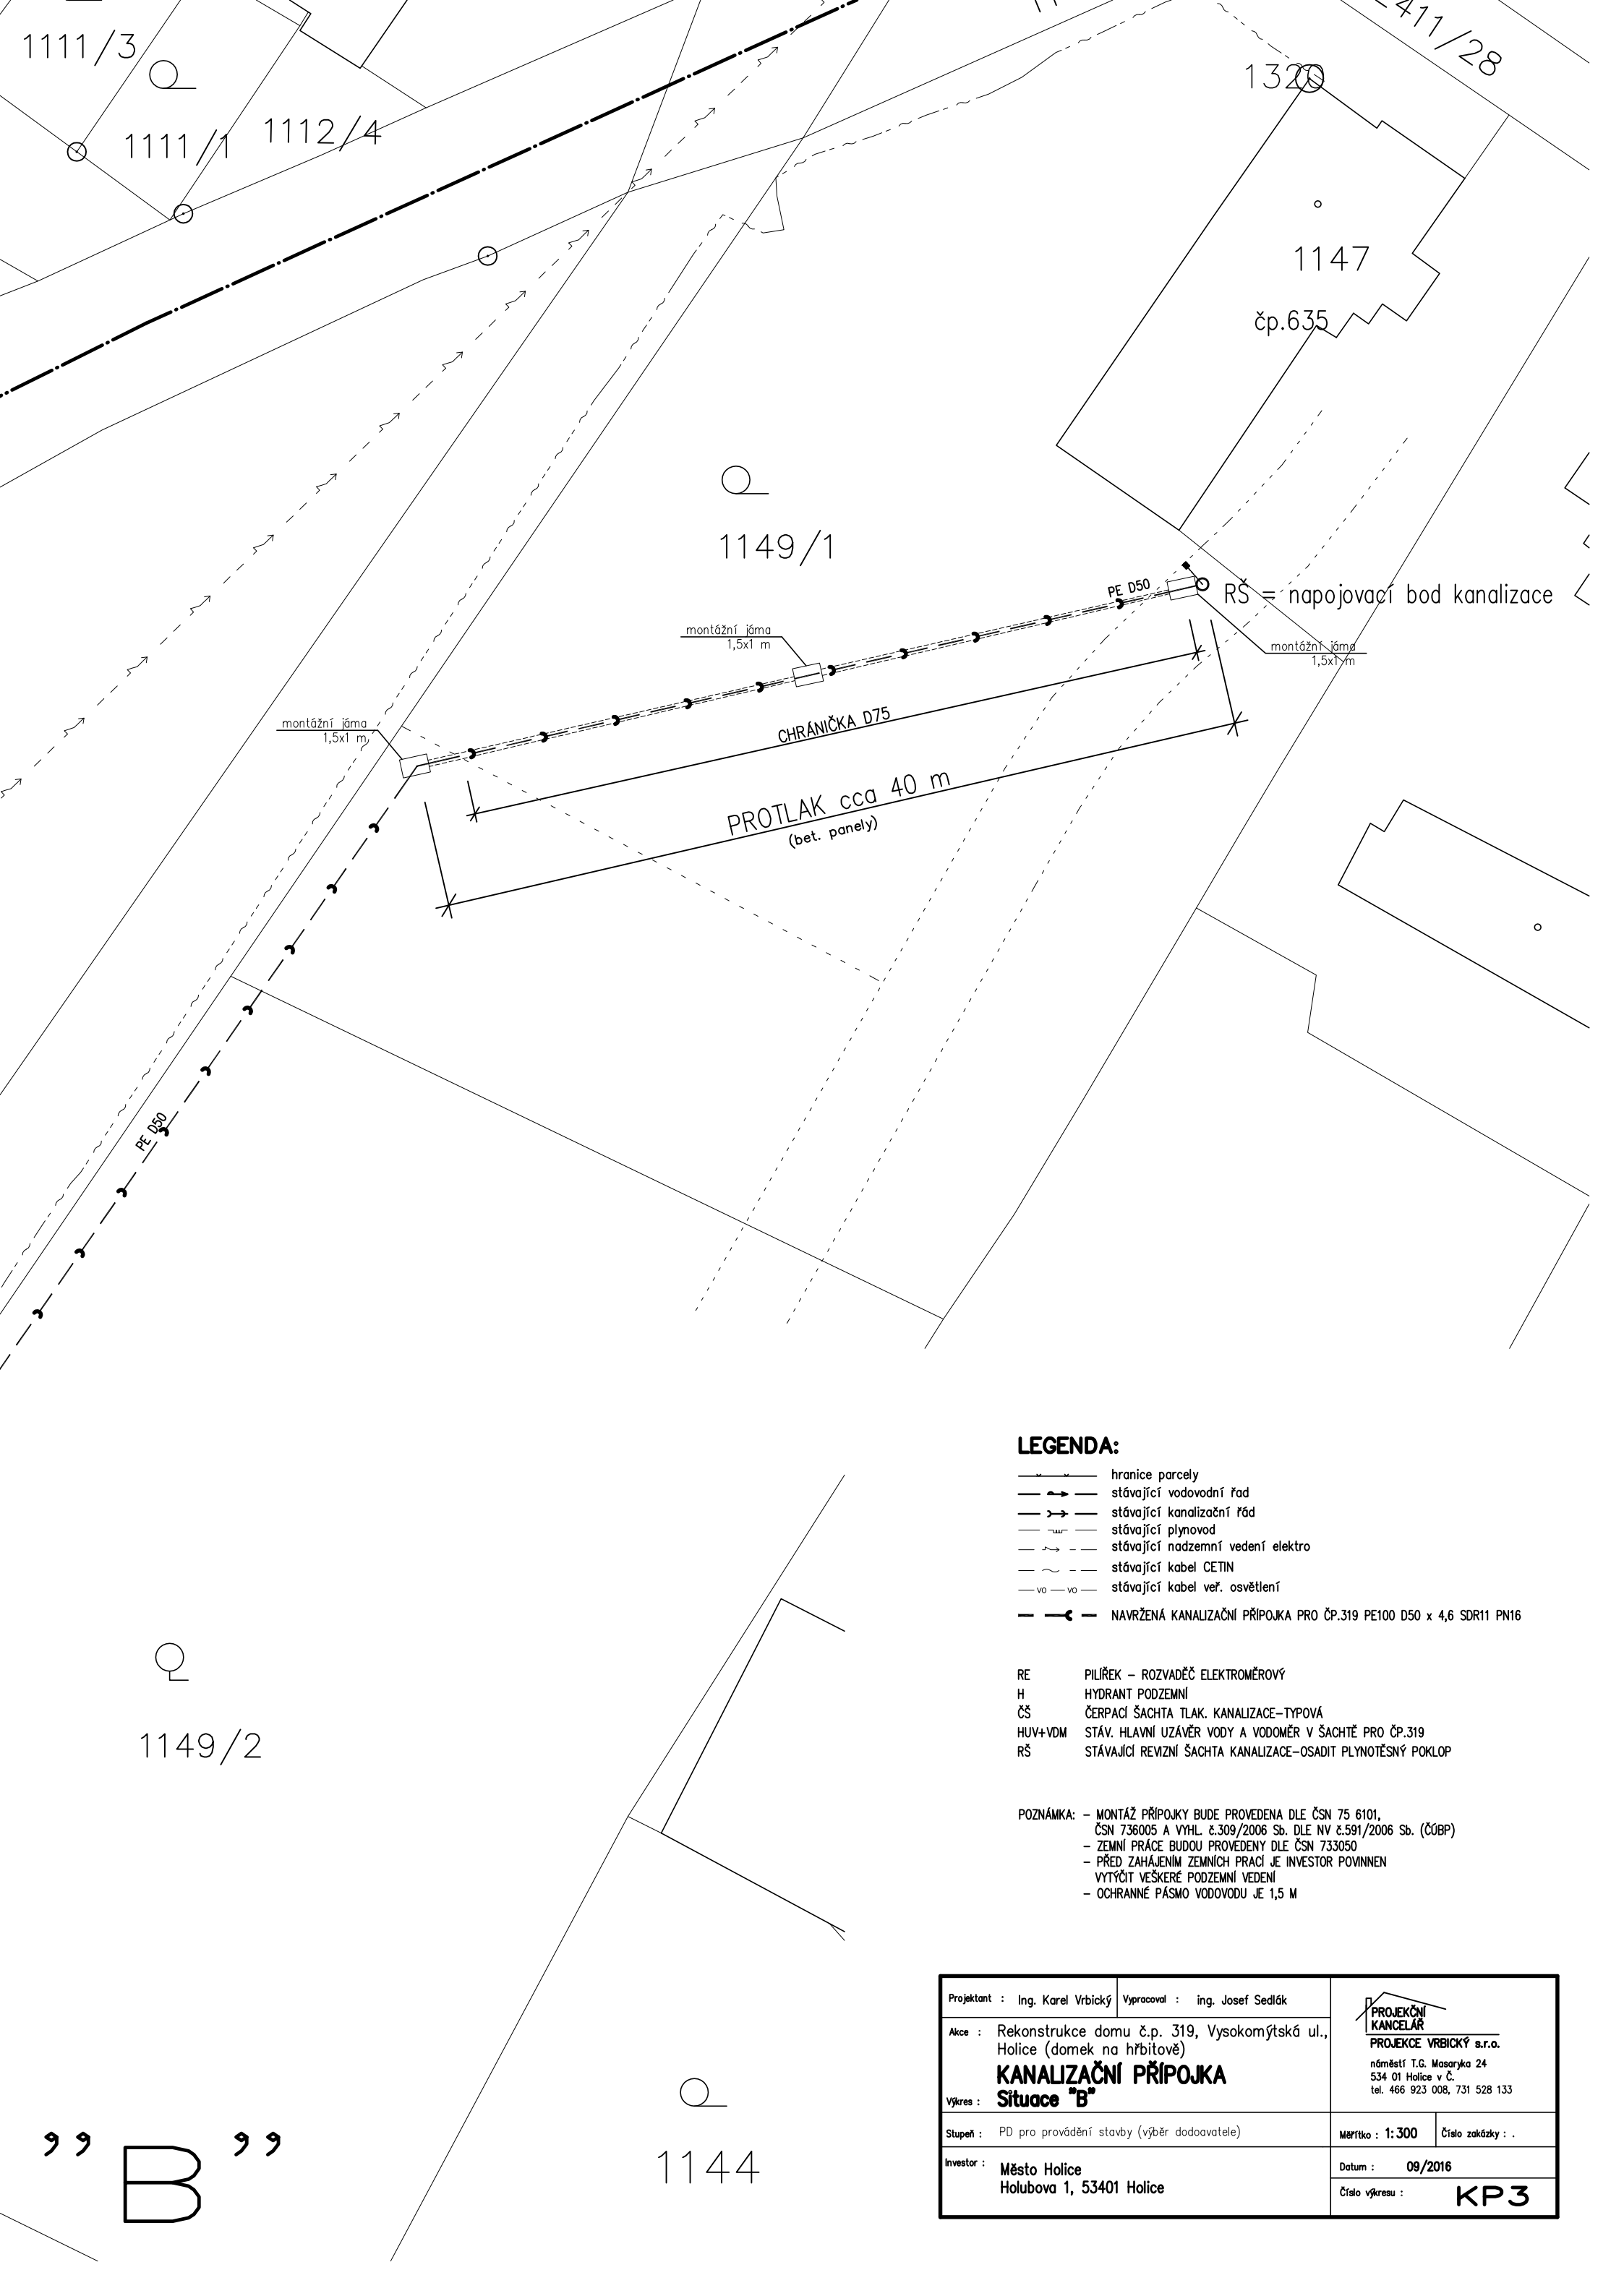 1111/3
1111/1
1112/4
1320
2411/28
1147
čp.635
1149/1
PE D50
RŠ = napojovací bod kanalizace
montážní jáma
1,5x1 m
montážní jáma
1,5x1 m
montážní jáma
1,5x1 m
CHRÁNIČKA D75
PROTLAK cca 40 m
(bet. panely)
PE D50
LEGENDA:
hranice parcely
stávající vodovodní řad
stávající kanalizační řád
stávající plynovod
stávající nadzemní vedení elektro
stávající kabel CETIN
VO VO stávající kabel veř. osvětlení
NAVRŽENÁ KANALIZAČNÍ PŘÍPOJKA PRO ČP.319 PE100 D50 x 4,6 SDR11 PN16
RE PILÍŘEK – ROZVADĚČ ELEKTROMĚROVÝ
H HYDRANT PODZEMNÍ
ČŠ ČERPACÍ ŠACHTA TLAK. KANALIZACE–TYPOVÁ
HUV+VDM STÁV. HLAVNÍ UZÁVĚR VODY A VODOMĚR V ŠACHTĚ PRO ČP.319
RŠ STÁVAJÍCÍ REVIZNÍ ŠACHTA KANALIZACE–OSADIT PLYNOTĚSNÝ POKLOP
1149/2
POZNÁMKA: – MONTÁŽ PŘÍPOJKY BUDE PROVEDENA DLE ČSN 75 6101,
ČSN 736005 A VYHL. č.309/2006 Sb. DLE NV č.591/2006 Sb. (ČÚBP)
– ZEMNÍ PRÁCE BUDOU PROVEDENY DLE ČSN 733050
– PŘED ZAHÁJENÍM ZEMNÍCH PRACÍ JE INVESTOR POVINNEN
VYTÝČIT VEŠKERÉ PODZEMNÍ VEDENÍ
– OCHRANNÉ PÁSMO VODOVODU JE 1,5 M
1144
"B"
Projektant : Ing. Karel Vrbický Vypracoval : ing. Josef Sedlák
Akce : Rekonstrukce domu č.p. 319, Vysokomýtská ul.,
Holice (domek na hřbitově)
KANALIZAČNÍ PŘÍPOJKA
Výkres : Situace "B"
Stupeň : PD pro provádění stavby (výběr dodoavatele)
Investor : Město Holice
Holubova 1, 53401 Holice
PROJEKČNÍ
KANCELÁŘ
PROJEKCE VRBICKÝ s.r.o.
náměstí T.G. Masaryka 24
534 01 Holice v Č.
tel. 466 923 008, 731 528 133
Měřítko : 1:300 Číslo zakázky : .
Datum : 09/2016
Číslo výkresu : KP3